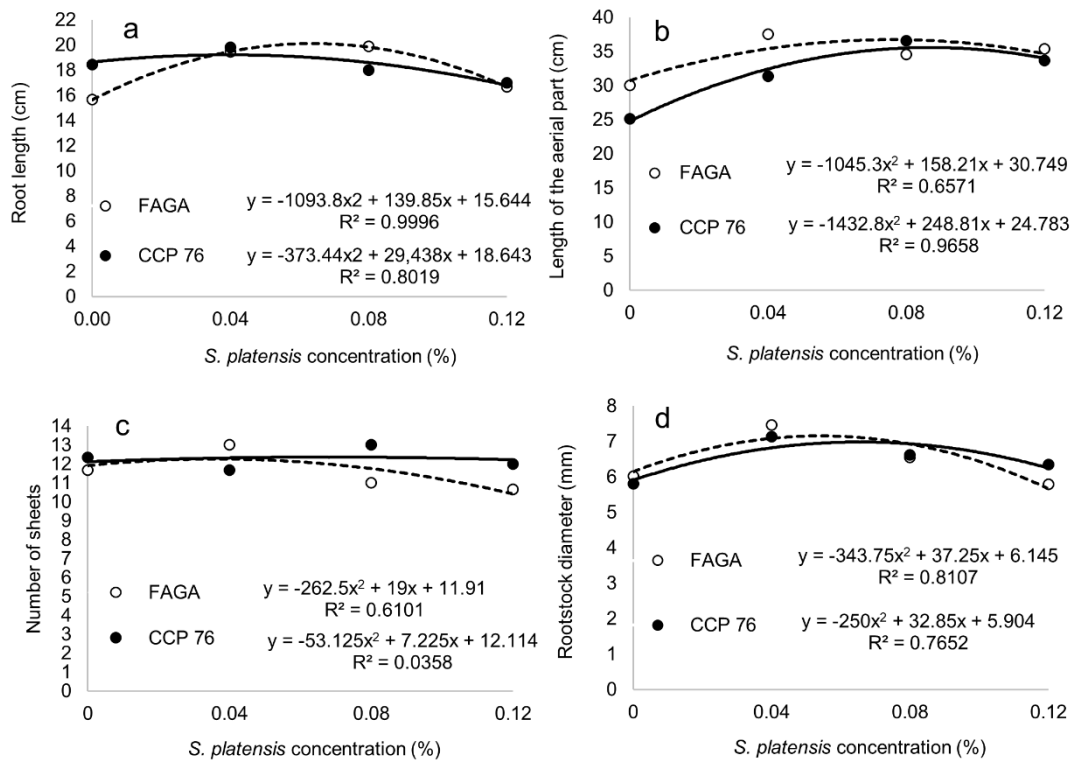 a
Root length (cm)
22
20
18
16
14
12
10
8
6
4
2
0
FAGA
y = -1093.8x2 + 139.85x + 15.644
R² = 0.9996
CCP 76
y = -373.44x2 + 29,438x + 18.643
R² = 0.8019
0.00
0.04
0.08
0.12
S. platensis concentration (%)
b
Length of the aerial part (cm)
40
35
30
25
20
15
10
5
0
FAGA
y = -1045.3x² + 158.21x + 30.749
R² = 0.6571
CCP 76
y = -1432.8x² + 248.81x + 24.783
R² = 0.9658
0
0.04
0.08
0.12
S. platensis concentration (%)
c
Number of sheets
14
13
12
11
10
9
8
7
6
5
4
3
2
1
0
FAGA
y = -262.5x² + 19x + 11.91
R² = 0.6101
CCP 76
y = -53.125x² + 7.225x + 12.114
R² = 0.0358
0
0.04
0.08
0.12
S. platensis concentration (%)
d
Rootstock diameter (mm)
8
7
6
5
4
3
2
1
0
FAGA
y = -343.75x² + 37.25x + 6.145
R² = 0.8107
CCP 76
y = -250x² + 32.85x + 5.904
R² = 0.7652
0
0.04
0.08
0.12
S. platensis concentration (%)